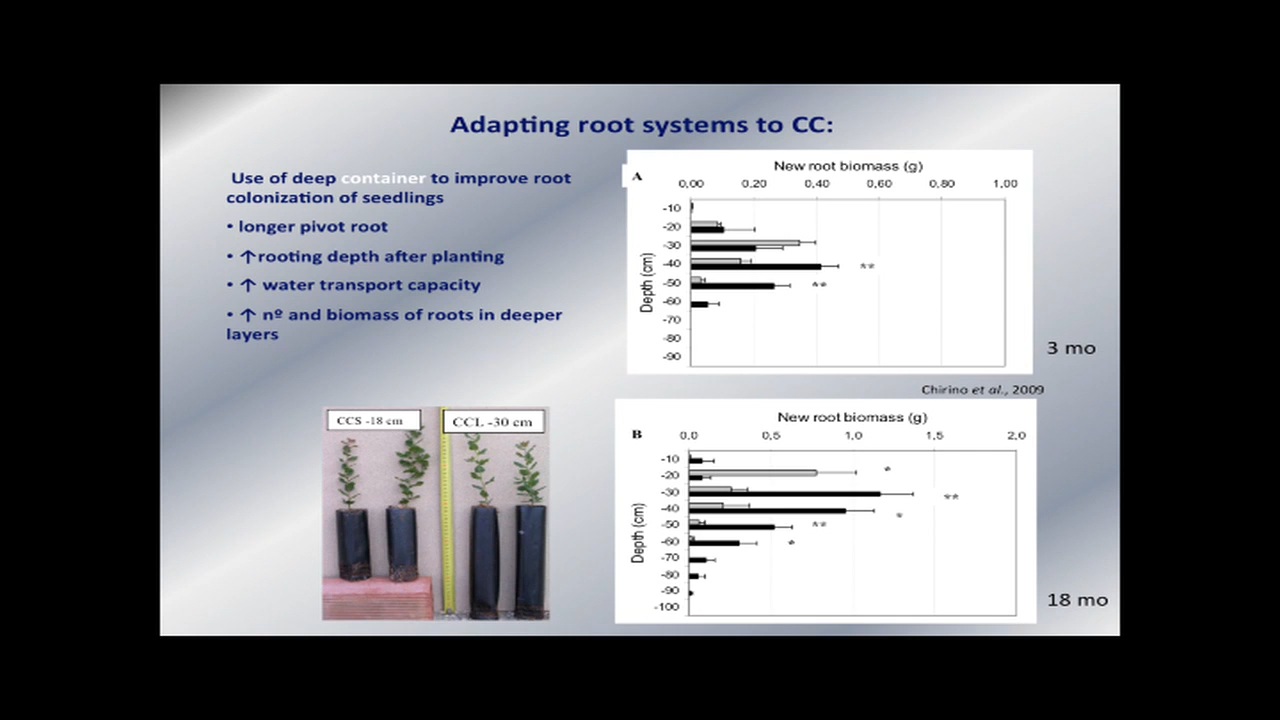 Adapting root systems to CC:
Use of deep container to improve root
colonization of seedlings
• longer pivot root
• ↑rooting depth after planting
• ↑ water transport capacity
• ↑ nº and biomass of roots in deeper
layers
CCS -18 cm
CCL -30 cm
New root biomass (g)
A
0,00 0,20 0,40 0,60 0,80 1,00
Depth (cm)
-10
-20
-30
-40 **
-50 **
-60
-70
-80
-90
3 mo
Chirino et al., 2009
New root biomass (g)
B
0,0 0,5 1,0 1,5 2,0
Depth (cm)
-10
-20 *
-30 **
-40 *
-50 **
-60 *
-70
-80
-90
-100
18 mo